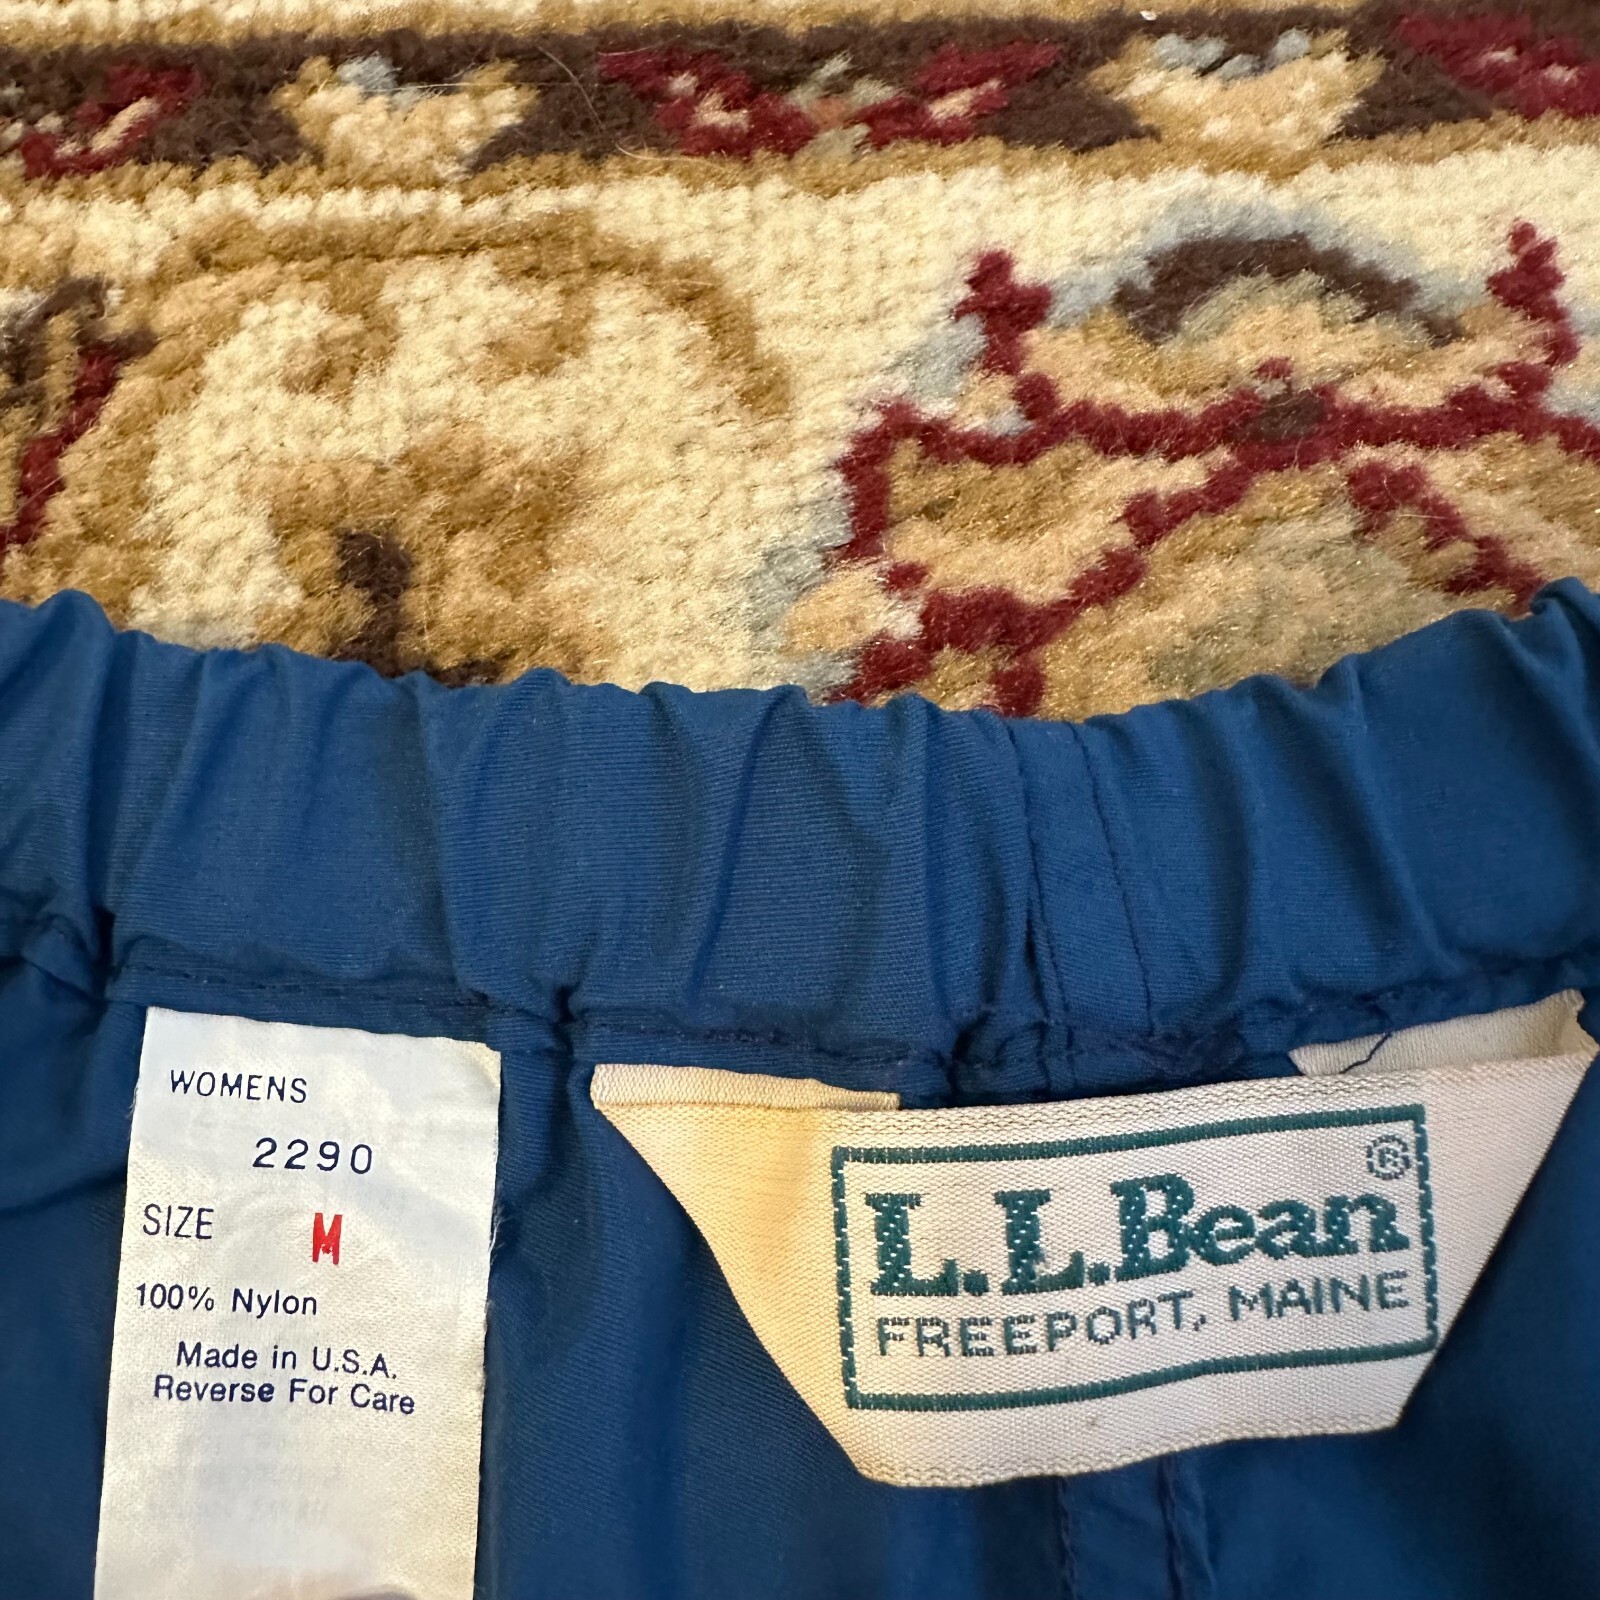 WOMENS
2290
SIZE M
100% Nylon
Made in U.S.A.
Reverse For Care
L.L.Bean®
FREEPORT, MAINE